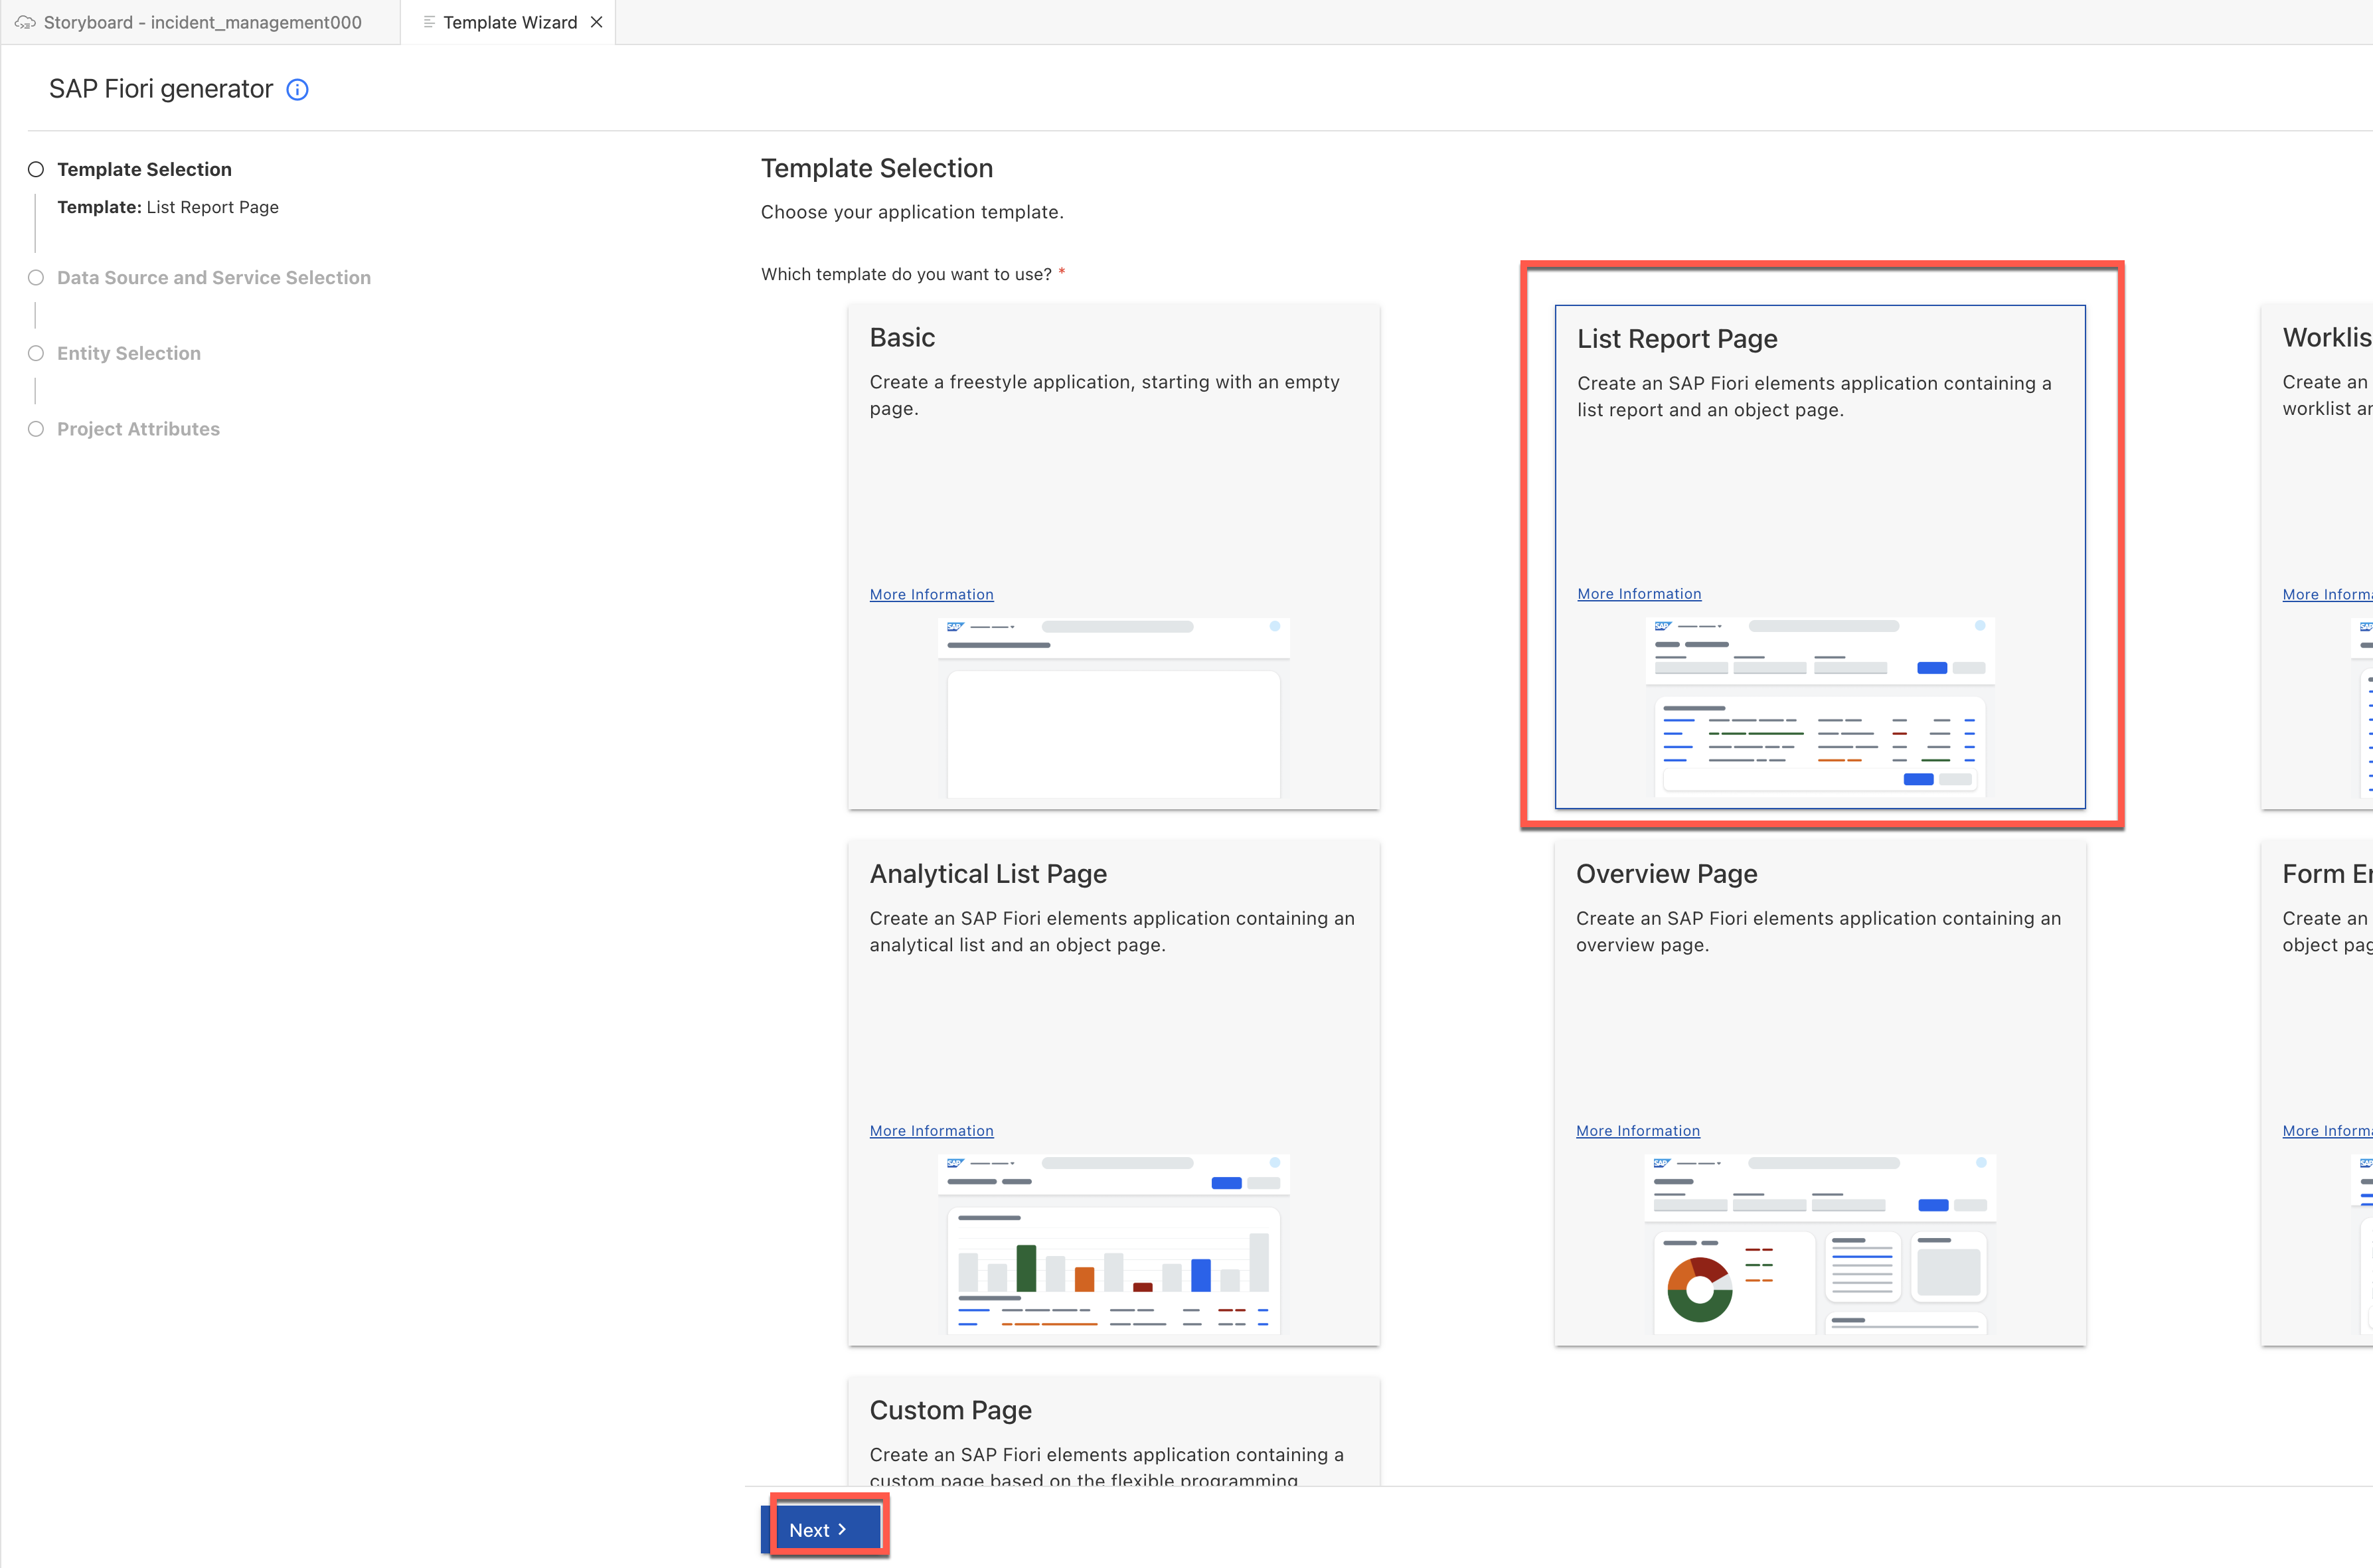 Storyboard - incident_management000
Template Wizard
SAP Fiori generator
Template Selection
Template: List Report Page
Data Source and Service Selection
Entity Selection
Project Attributes
Template Selection
Choose your application template.
Which template do you want to use? *
Basic
Create a freestyle application, starting with an empty
page.
More Information
SAP
List Report Page
Create an SAP Fiori elements application containing a
list report and an object page.
More Information
SAP
Worklis
Create an
worklist
More Informa
Analytical List Page
Create an SAP Fiori elements application containing an
analytical list and an object page.
More Information
SAP
Overview Page
Create an SAP Fiori elements application containing an
overview page.
More Information
SAP
Form
Create an
object
More Informa
Custom Page
Create an SAP Fiori elements application containing a
custom page based on the flexible programming
Next